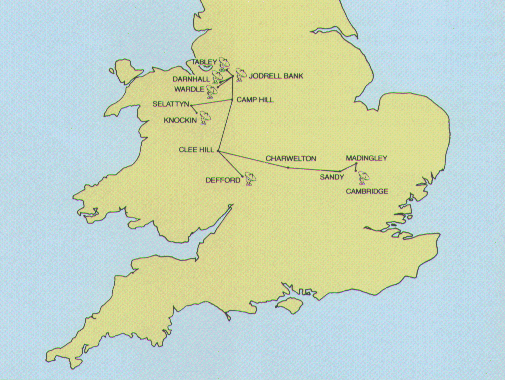 TABLEY
JODRELL BANK
DARNHALL
WARDLE
CAMP HILL
SELATTYN
KNOCKIN
CLEE HILL
CHARWELTON
MADINGLEY
SANDY
DEFFORD
CAMBRIDGE